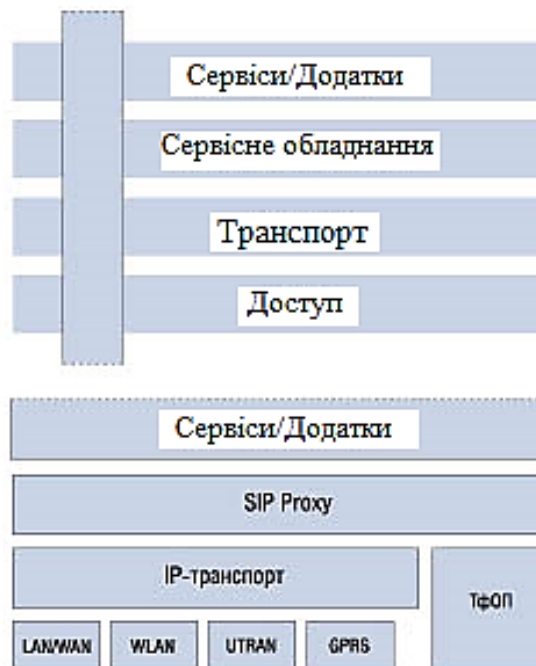 Сервіси/Додатки
Сервісне обладнання
Транспорт
Доступ
Сервіси/Додатки
SIP Proxy
IP-транспорт
ТфОП
LAN/WAN
WLAN
UTRAN
GPRS